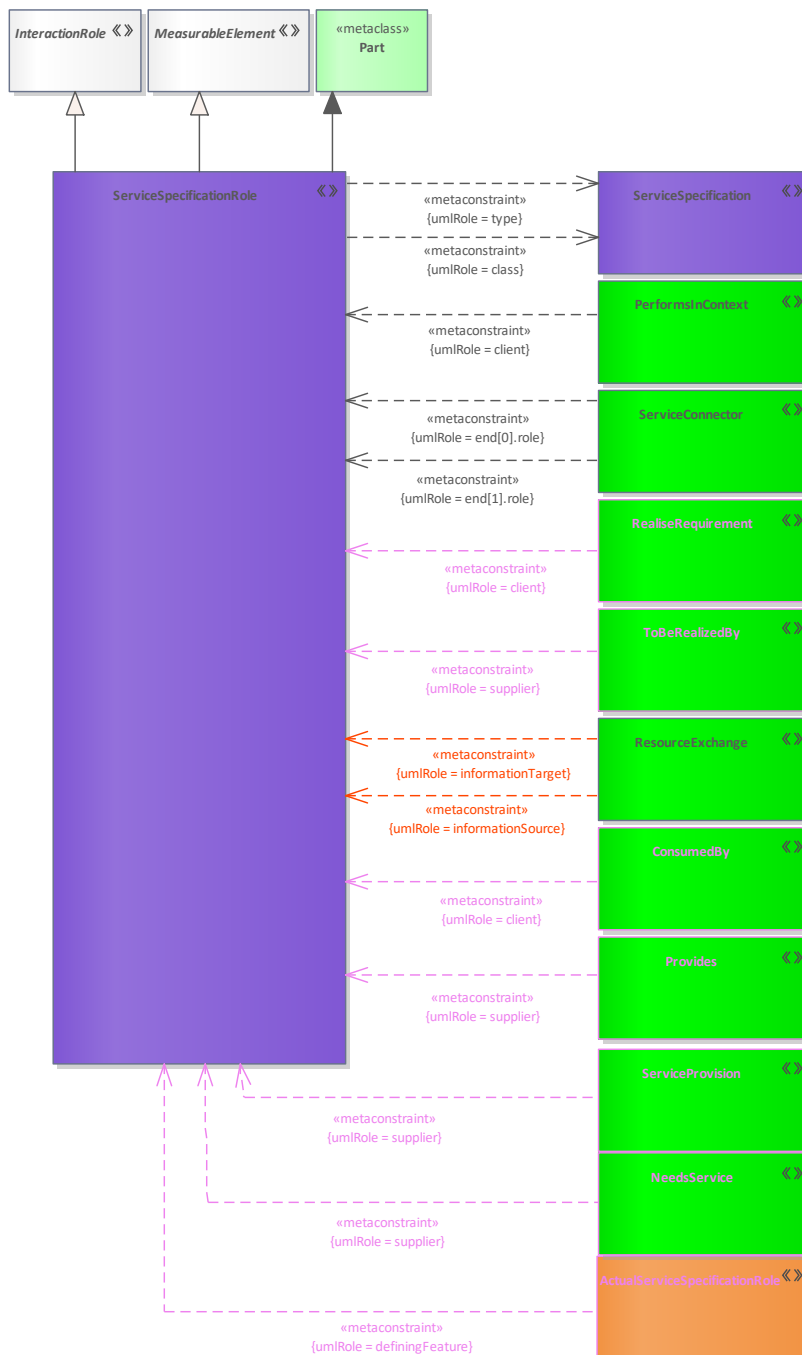 InteractionRole «»
MeasurableElement «»
«metaclass»
Part
ServiceSpecificationRole «»
«metaconstraint»
{umlRole = type}
ServiceSpecification «»
«metaconstraint»
{umlRole = class}
PerformsInContext «»
«metaconstraint»
{umlRole = client}
ServiceConnector «»
«metaconstraint»
{umlRole = end[0].role}
«metaconstraint»
{umlRole = end[1].role}
RealiseRequirement «»
«metaconstraint»
{umlRole = client}
ToBeRealizedBy «»
«metaconstraint»
{umlRole = supplier}
ResourceExchange «»
«metaconstraint»
{umlRole = informationTarget}
«metaconstraint»
{umlRole = informationSource}
ConsumedBy «»
«metaconstraint»
{umlRole = client}
Provides «»
«metaconstraint»
{umlRole = supplier}
ServiceProvision «»
«metaconstraint»
{umlRole = supplier}
NeedsService «»
«metaconstraint»
{umlRole = supplier}
ActualServiceSpecificationRole «»
«metaconstraint»
{umlRole = definingFeature}